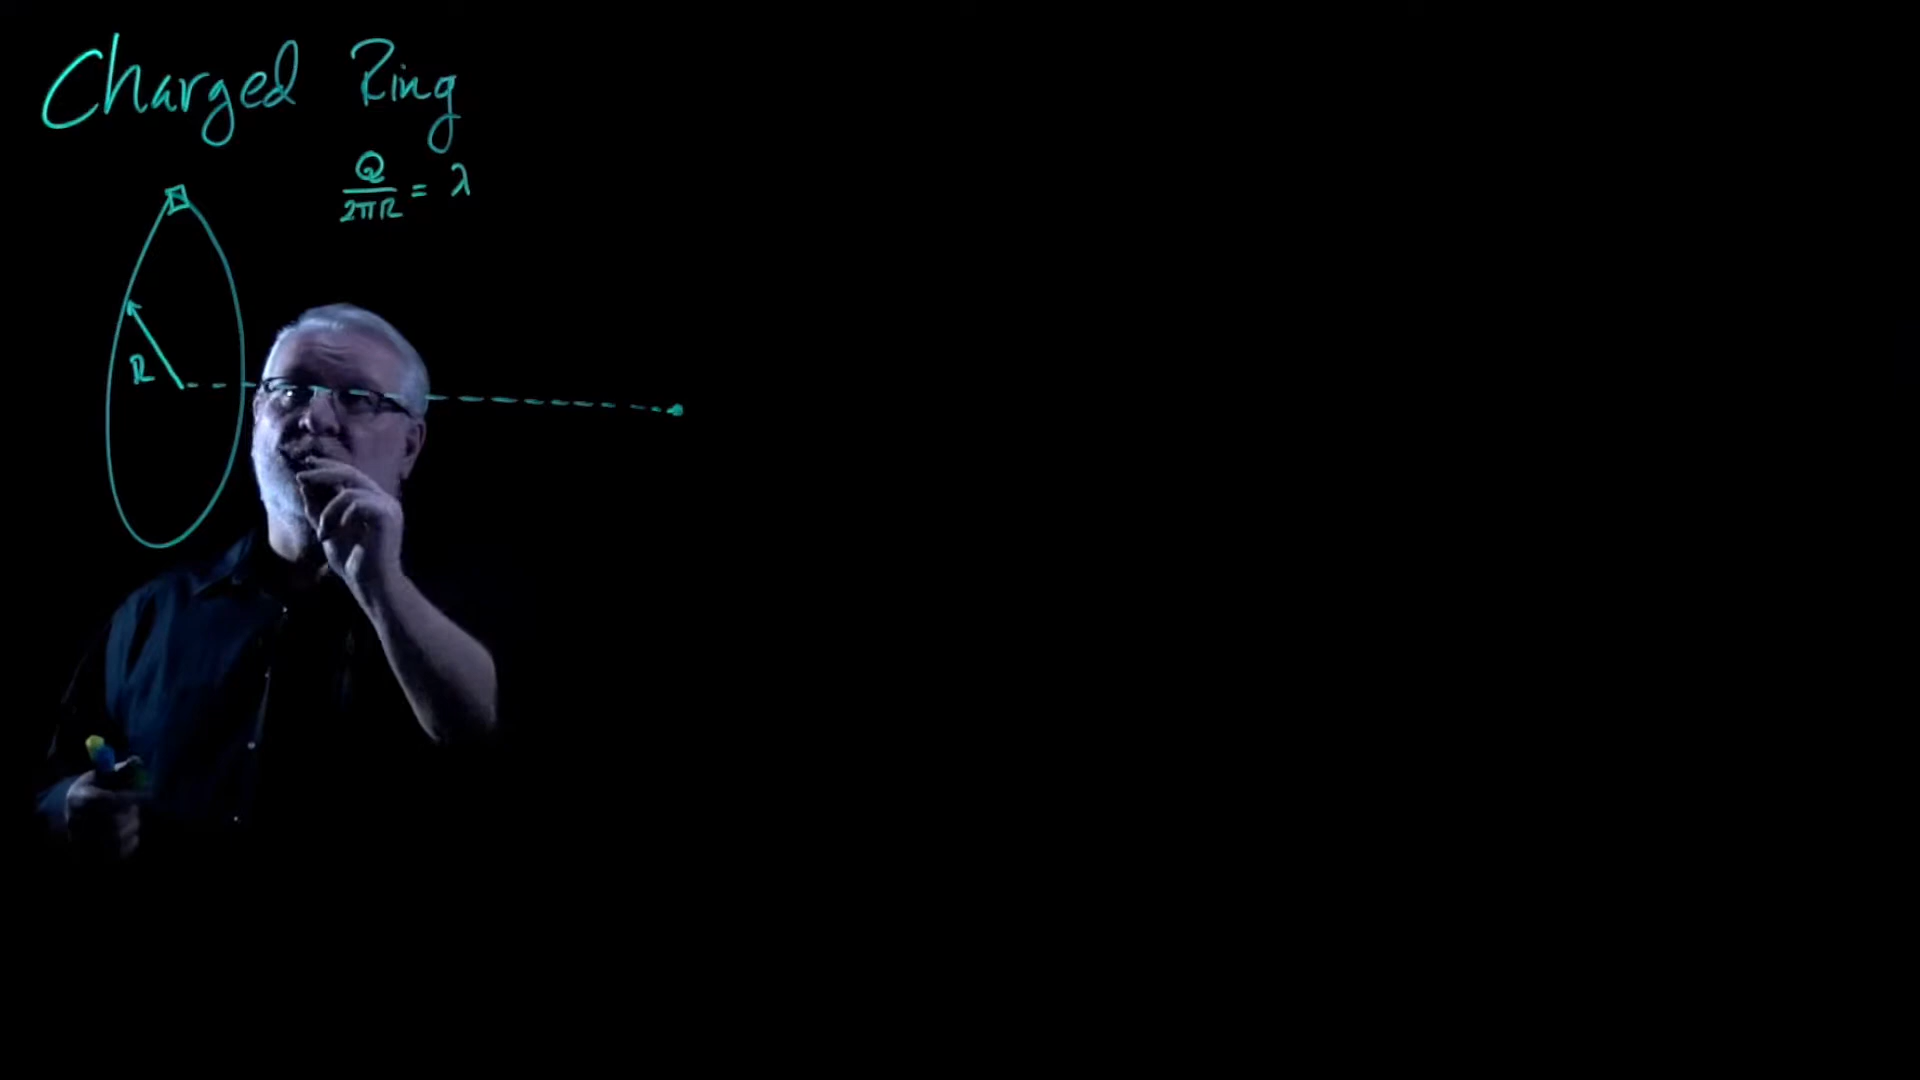 Charged Ring
Q/2πR = λ
R